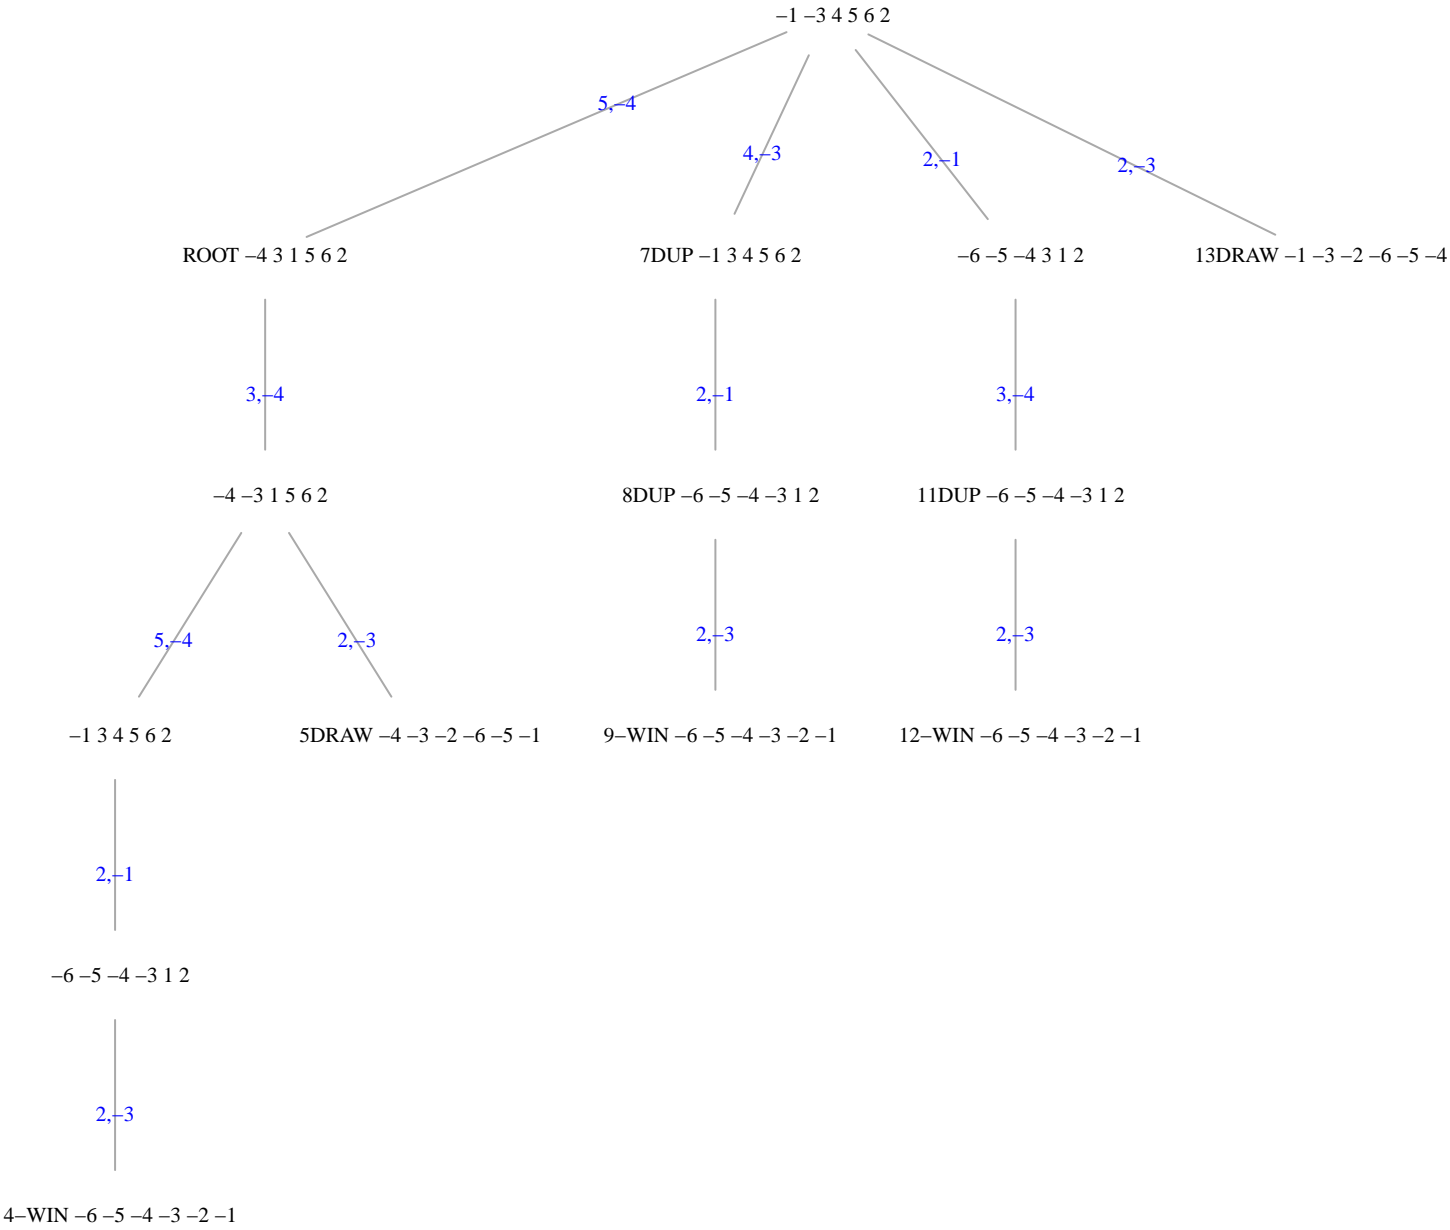 –1 –3 4 5 6 2
5,–4
4,–3
2,–1
2,–3
ROOT –4 3 1 5 6 2
7DUP –1 3 4 5 6 2
–6 –5 –4 3 1 2
13DRAW –1 –3 –2 –6 –5 –4
3,–4
2,–1
3,–4
–4 –3 1 5 6 2
8DUP –6 –5 –4 –3 1 2
11DUP –6 –5 –4 –3 1 2
5,–4
2,–3
2,–3
2,–3
–1 3 4 5 6 2
5DRAW –4 –3 –2 –6 –5 –1
9–WIN –6 –5 –4 –3 –2 –1
12–WIN –6 –5 –4 –3 –2 –1
2,–1
–6 –5 –4 –3 1 2
2,–3
4–WIN –6 –5 –4 –3 –2 –1